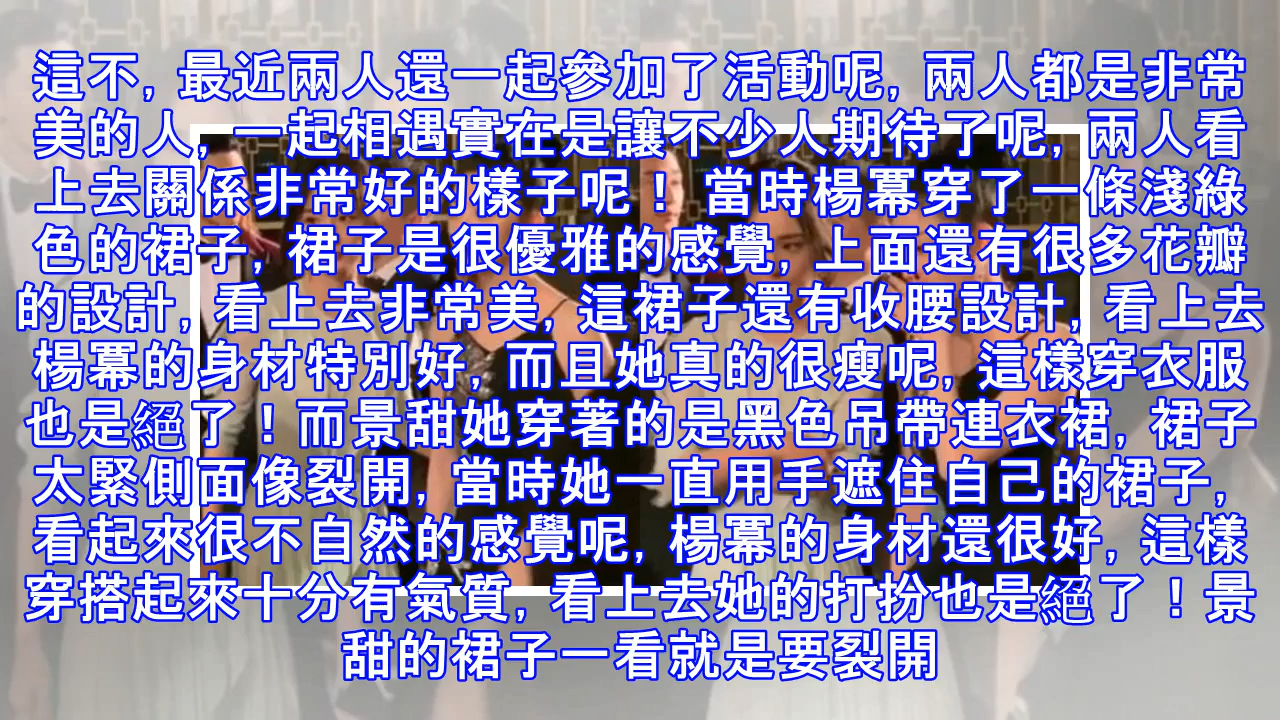 這不, 最近兩人還一起參加了活動呢, 兩人都是非常
美的人, 一起相遇實在是讓不少人期待了呢, 兩人看
上去關係非常好的樣子呢！當時楊冪穿了一條淺綠
色的裙子, 裙子是很優雅的感覺, 上面還有很多花瓣
的設計, 看上去非常美, 這裙子還有收腰設計, 看上去
楊冪的身材特別好, 而且她真的很瘦呢, 這樣穿衣服
也是絕了！而景甜她穿著的是黑色吊帶連衣裙, 裙子
太緊側面像裂開, 當時她一直用手遮住自己的裙子,
看起來很不自然的感覺呢, 楊冪的身材還很好, 這樣
穿搭起來十分有氣質, 看上去她的打扮也是絕了！景
甜的裙子一看就是要裂開